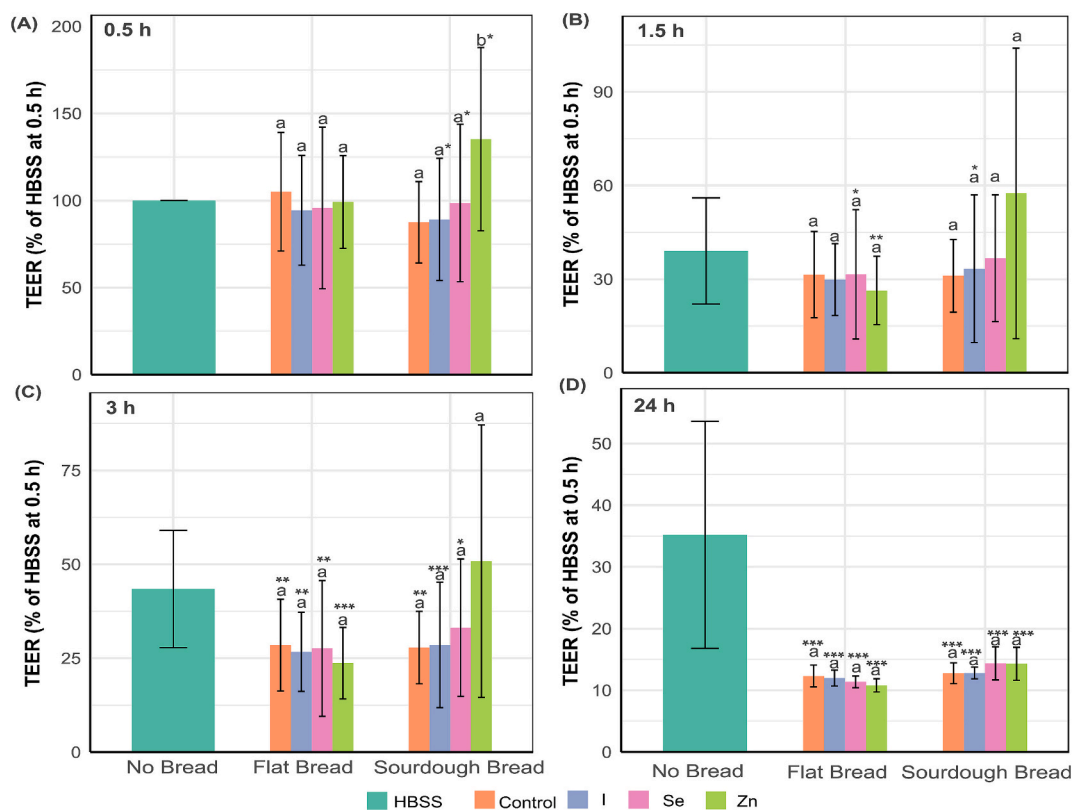 (A) 0.5 h
TEER (% of HBSS at 0.5 h)
200
150
100
50
0
a a a a
a a* a* b*
(B) 1.5 h
TEER (% of HBSS at 0.5 h)
90
60
30
0
a a *a **a
a *a a a
(C) 3 h
TEER (% of HBSS at 0.5 h)
75
50
25
0
**a **a **a ***a
**a ***a *a a
No Bread Flat Bread Sourdough Bread
(D) 24 h
TEER (% of HBSS at 0.5 h)
50
40
30
20
10
0
***a ***a ***a ***a
***a ***a ***a ***a
No Bread Flat Bread Sourdough Bread
HBSS Control I Se Zn